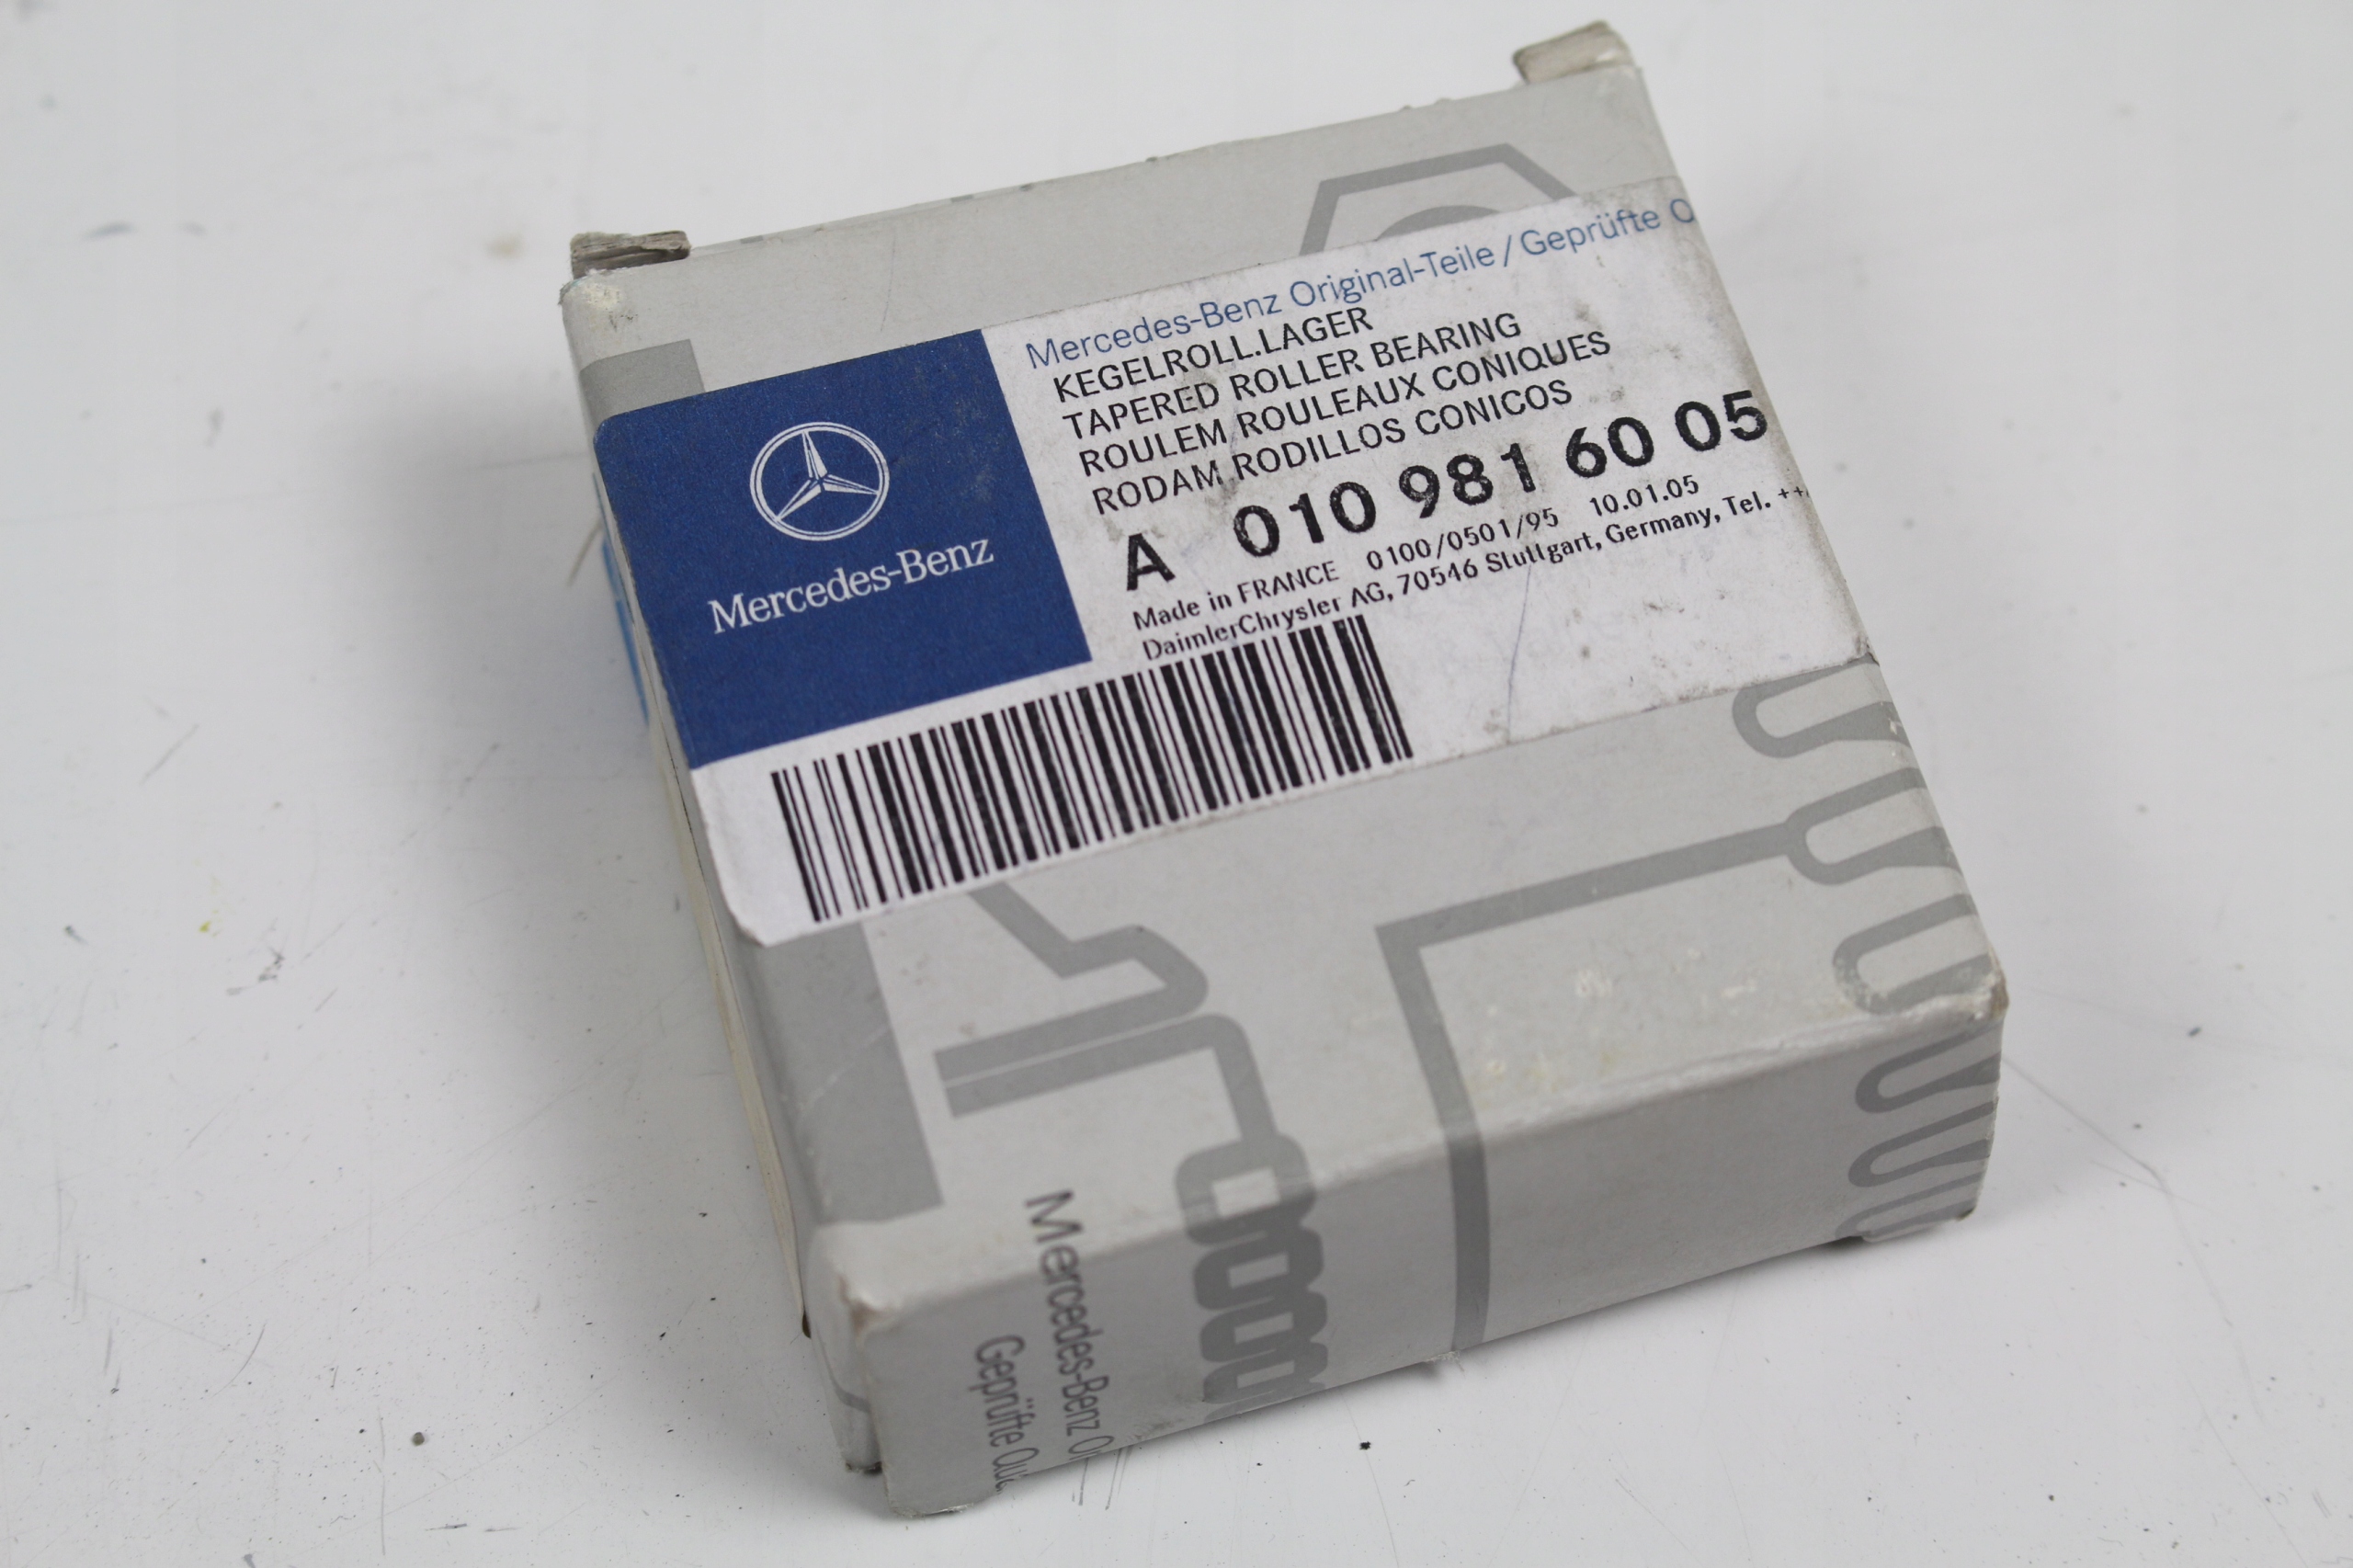 Mercedes-Benz Original-Teile / Geprüfte
KEGELROLL.LAGER
TAPERED ROLLER BEARING
ROULEM ROULEAUX CONIQUES
RODAM.RODILLOS CONICOS
A 010 981 60 05
Made in FRANCE 0100/0501/95 10.01.05
DaimlerChrysler AG, 70546 Stuttgart, Germany, Tel. ++
Mercedes-Benz
Mercedes-Benz
Geprüfte